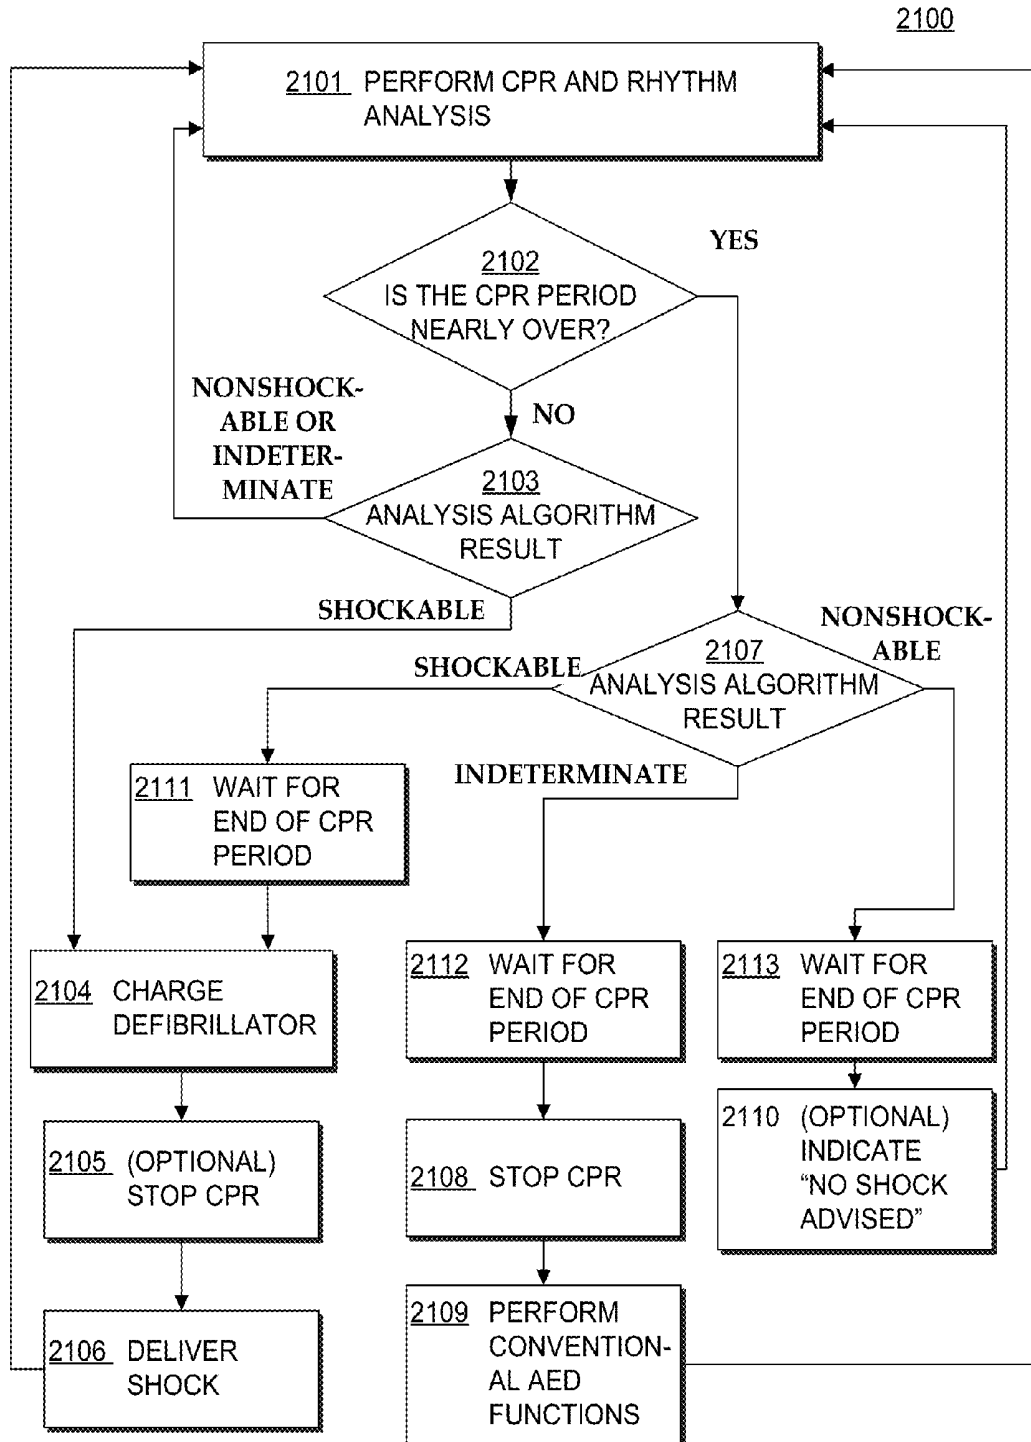 2100
2101 PERFORM CPR AND RHYTHM
ANALYSIS
YES
2102
IS THE CPR PERIOD
NEARLY OVER?
NONSHOCK-
ABLE OR
INDETER-
MINATE
NO
2103
ANALYSIS ALGORITHM
RESULT
SHOCKABLE
NONSHOCK-
ABLE
SHOCKABLE
2107
ANALYSIS ALGORITHM
RESULT
INDETERMINATE
2111 WAIT FOR
END OF CPR
PERIOD
2104 CHARGE
DEFIBRILLATOR
2112 WAIT FOR
END OF CPR
PERIOD
2113 WAIT FOR
END OF CPR
PERIOD
2105 (OPTIONAL)
STOP CPR
2108 STOP CPR
2110 (OPTIONAL)
INDICATE
“NO SHOCK
ADVISED”
2106 DELIVER
SHOCK
2109 PERFORM
CONVENTION-
AL AED
FUNCTIONS